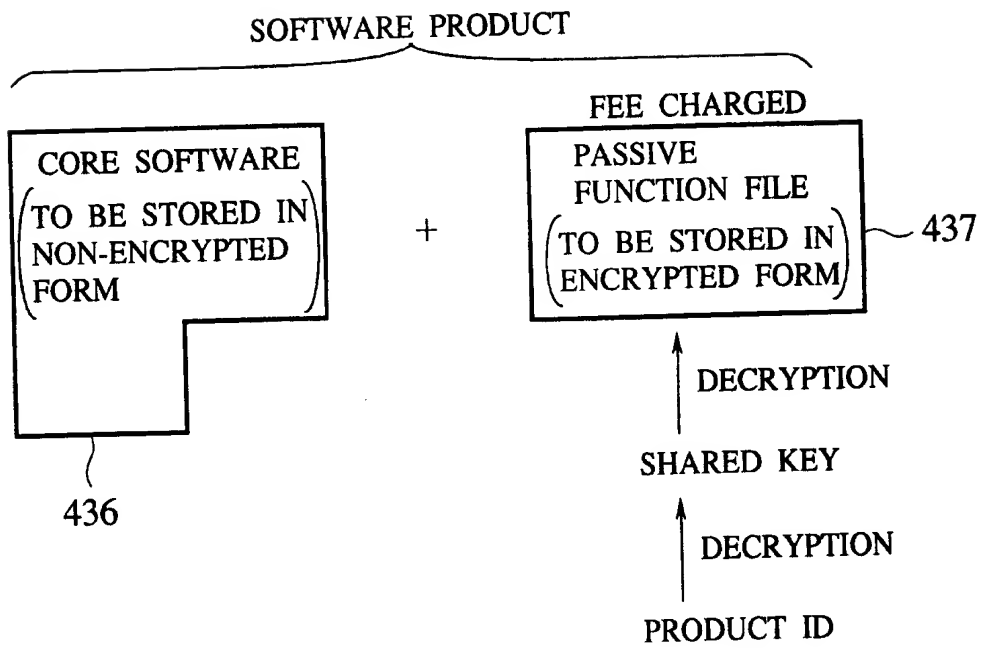 SOFTWARE PRODUCT
FEE CHARGED
CORE SOFTWARE
(TO BE STORED IN
NON-ENCRYPTED
FORM)
+
PASSIVE
FUNCTION FILE
(TO BE STORED IN
ENCRYPTED FORM)
437
DECRYPTION
SHARED KEY
436
DECRYPTION
PRODUCT ID